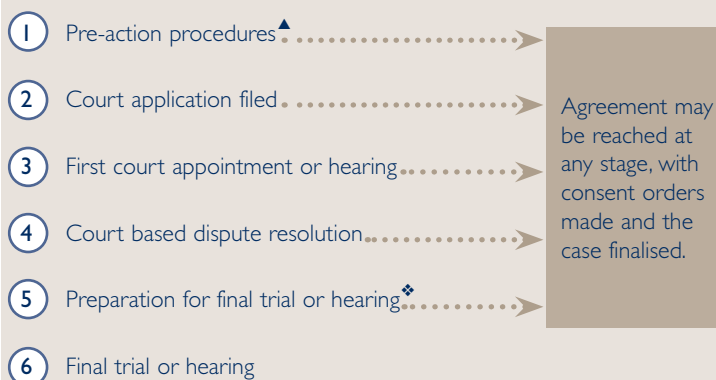 1 Pre-action procedures▲
2 Court application filed
3 First court appointment or hearing
4 Court based dispute resolution
5 Preparation for final trial or hearing❖
6 Final trial or hearing
Agreement may
be reached at
any stage, with
consent orders
made and the
case finalised.